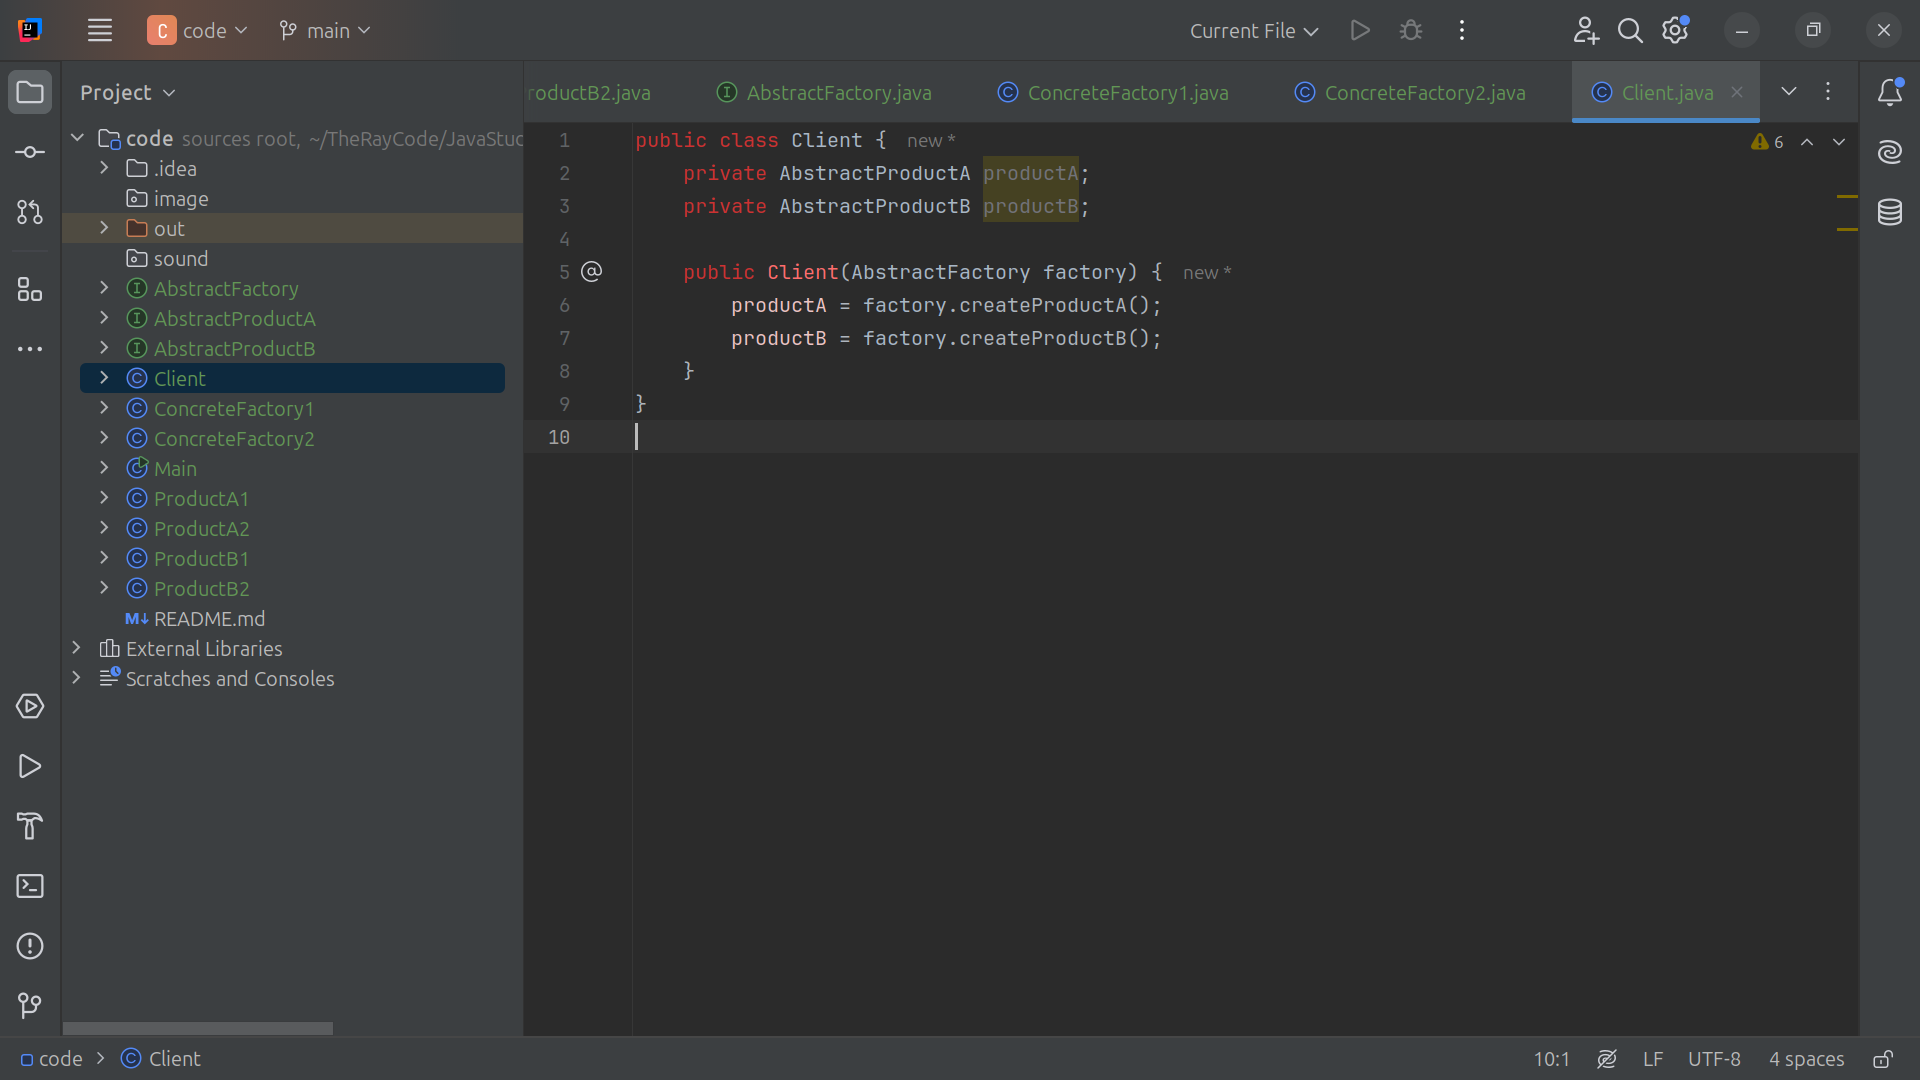 C code main Current File
Project
roductB2.java AbstractFactory.java ConcreteFactory1.java ConcreteFactory2.java Client.java
code sources root, ~/TheRayCode/JavaStud
.idea
image
out
sound
AbstractFactory
AbstractProductA
AbstractProductB
Client
ConcreteFactory1
ConcreteFactory2
Main
ProductA1
ProductA2
ProductB1
ProductB2
README.md
External Libraries
Scratches and Consoles
1 public class Client { new *
2 private AbstractProductA productA;
3 private AbstractProductB productB;
4
5 public Client(AbstractFactory factory) { new *
6 productA = factory.createProductA();
7 productB = factory.createProductB();
8 }
9 }
10
6
code > Client 10:1 LF UTF-8 4 spaces